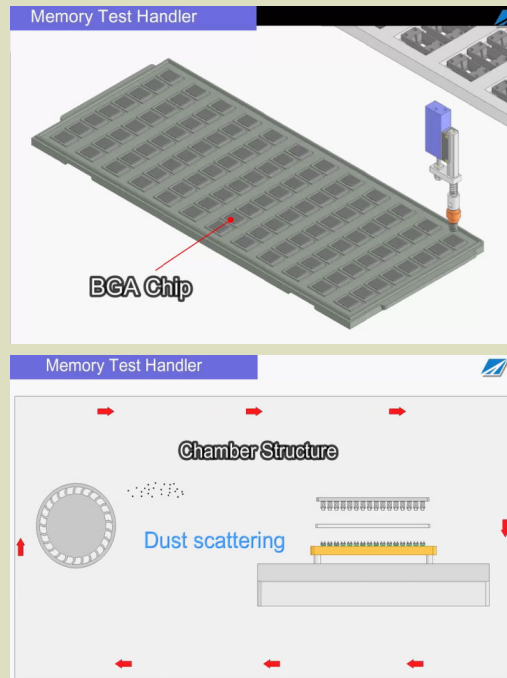 Memory Test Handler
BGA Chip
Memory Test Handler
Chamber Structure
Dust scattering